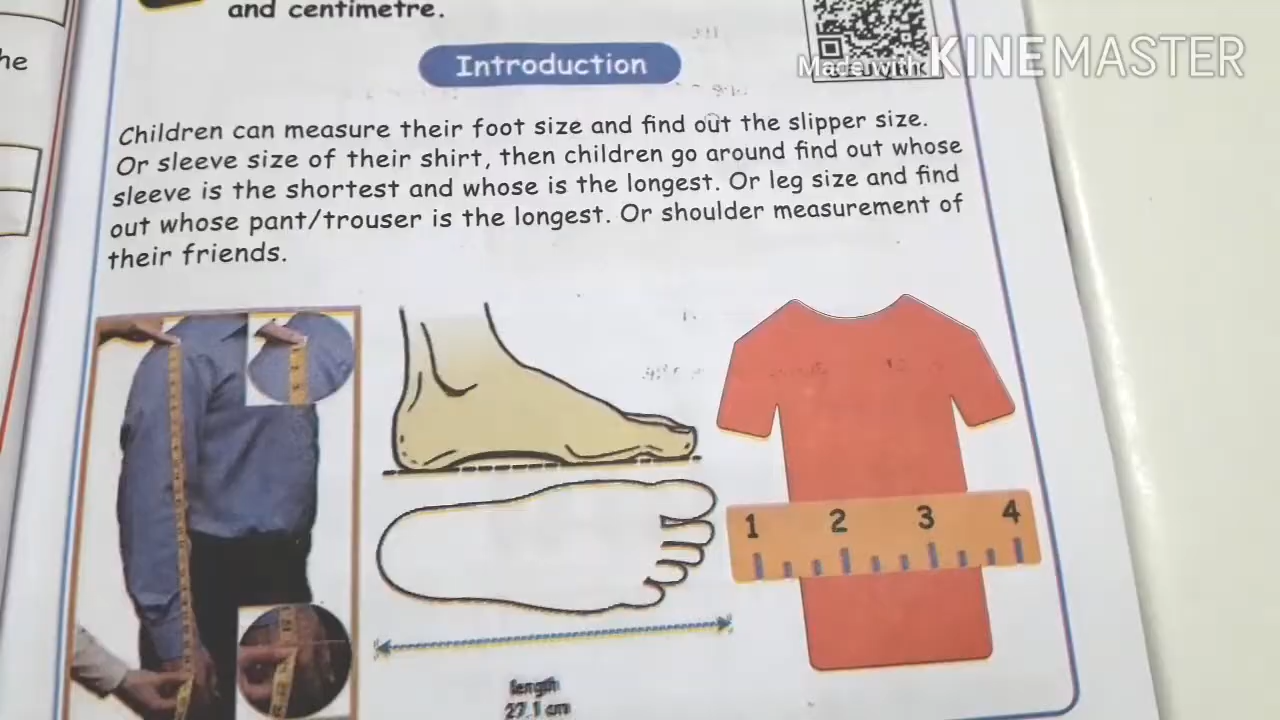 and centimetre.
he
Introduction
Made with KINEMASTER
Children can measure their foot size and find out the slipper size.
Or sleeve size of their shirt, then children go around find out whose
sleeve is the shortest and whose is the longest. Or leg size and find
out whose pant/trouser is the longest. Or shoulder measurement of
their friends.
1 2 3 4
length
27.1 cm